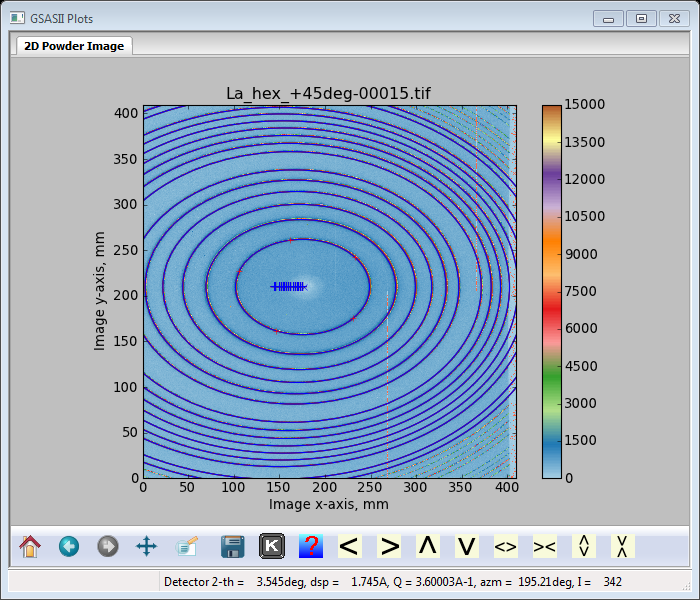 GSASII Plots
2D Powder Image
La_hex_+45deg-00015.tif
400
350
300
250
200
150
100
50
0
Image y-axis, mm
0 50 100 150 200 250 300 350 400
Image x-axis, mm
15000
13500
12000
10500
9000
7500
6000
4500
3000
1500
0
K ? < > Λ V <> ><
Detector 2-th = 3.545deg, dsp = 1.745A, Q = 3.60003A-1, azm = 195.21deg, I = 342